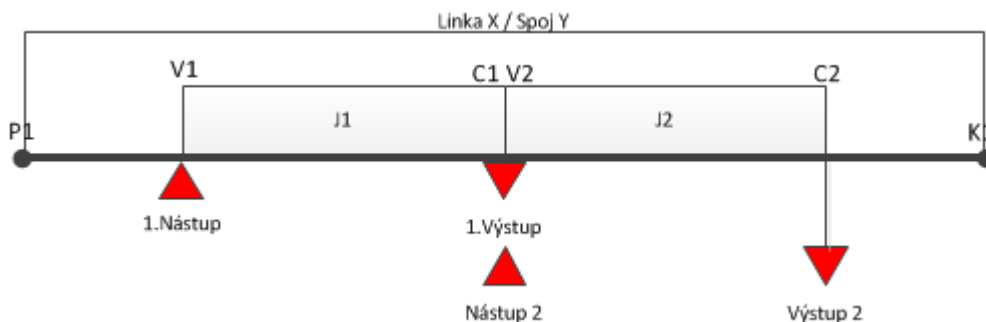 Linka X / Spoj Y
V1
C1 V2
C2
J1
J2
P1
1.Nástup
1.Výstup
Nástup 2
Výstup 2